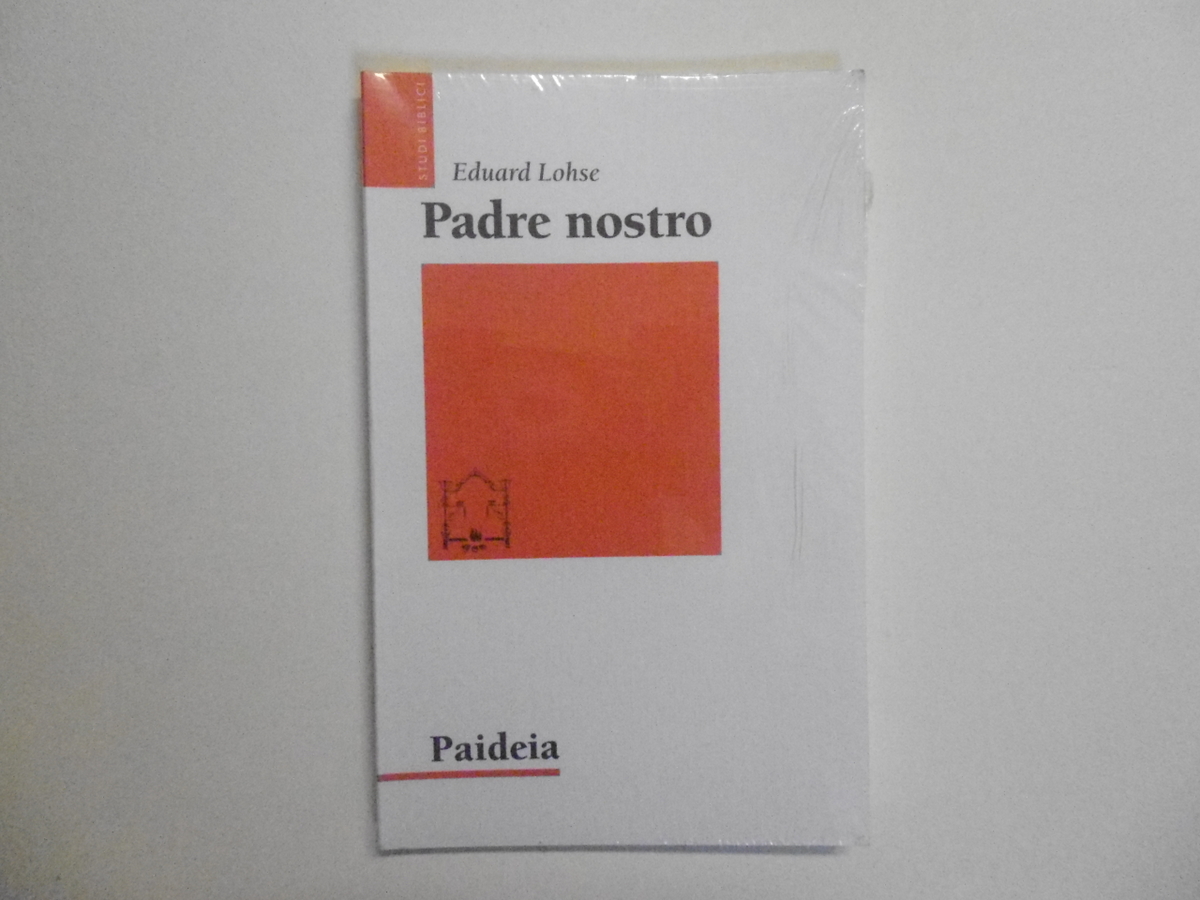 STUDI BIBLICI
Eduard Lohse
Padre nostro
Paideia